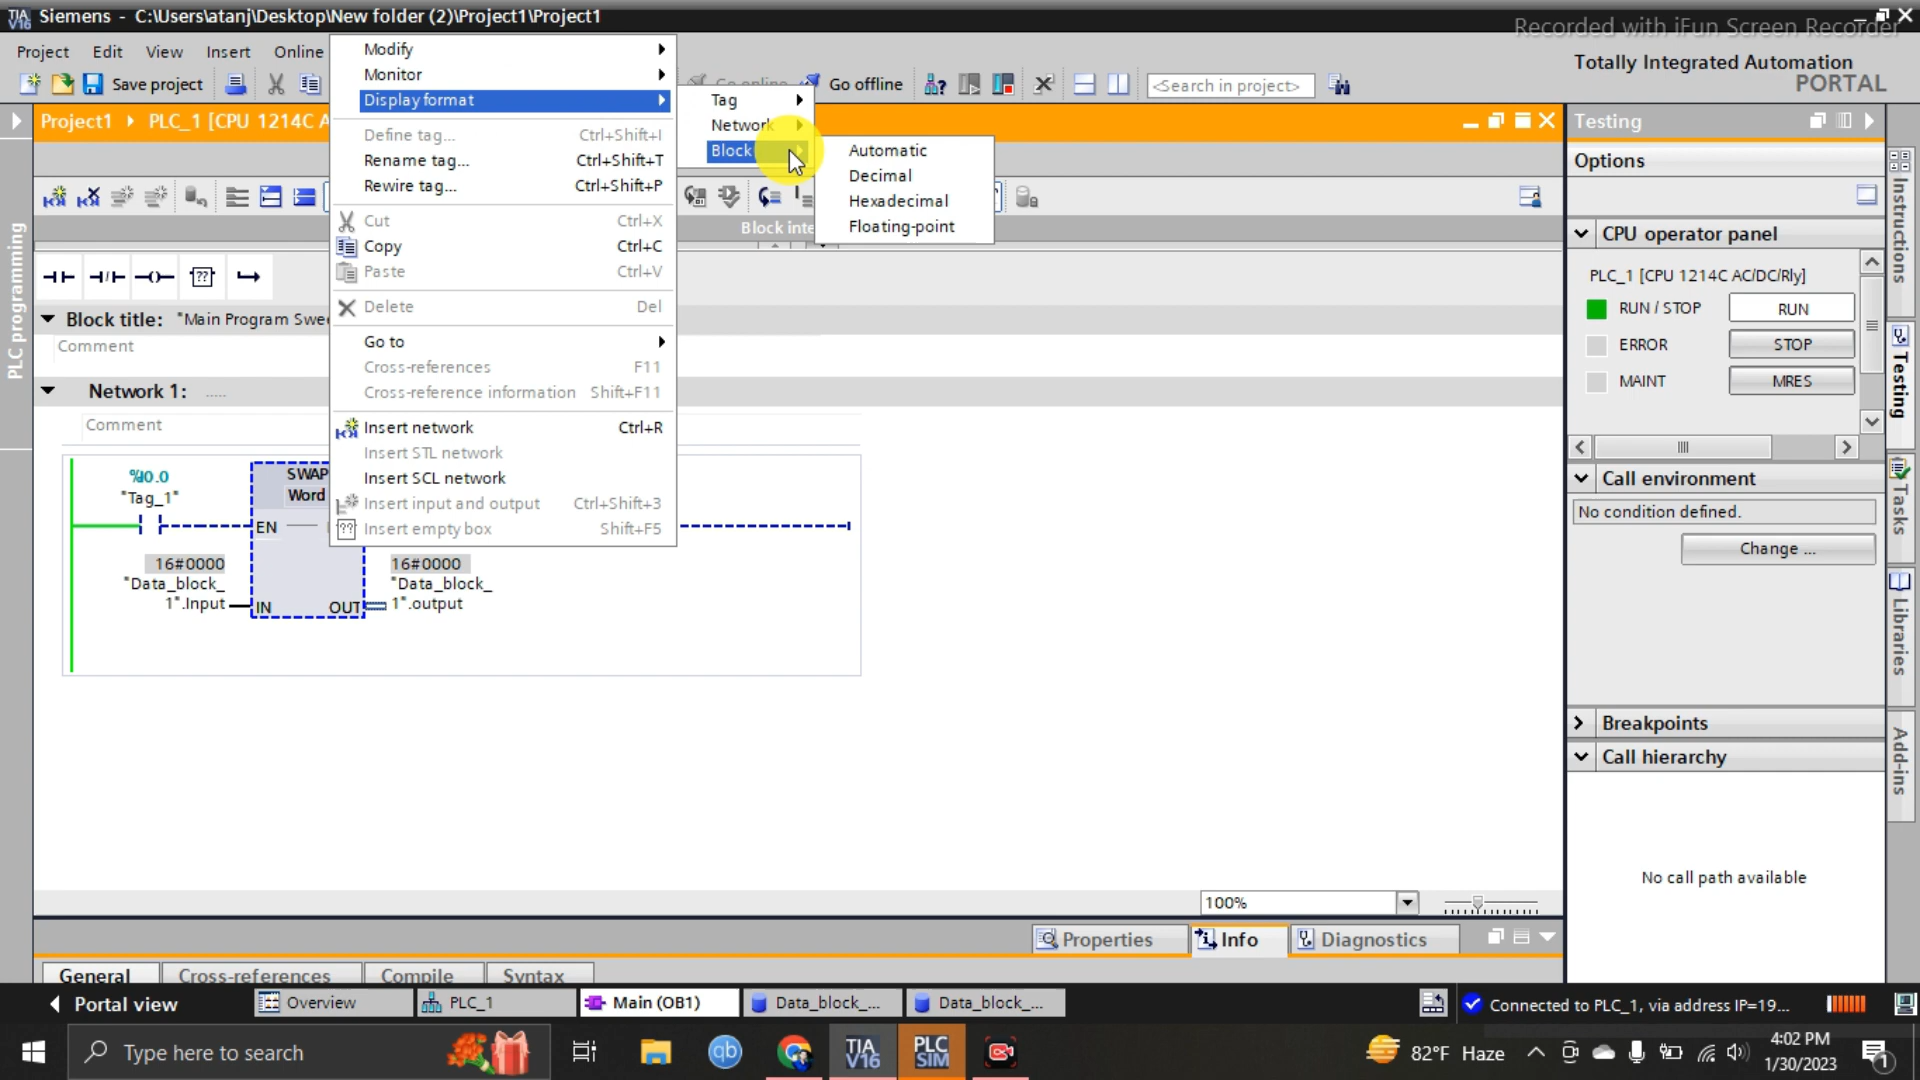 Siemens - C:\Users\atanj\Desktop\New folder (2)\Project1\Project1
Recorded with iFun Screen Recorder
Project Edit View Insert Online
Totally Integrated Automation
PORTAL
Save project
Go online
Go offline
<Search in project>
Modify
Monitor
Display format
Define tag... Ctrl+Shift+I
Rename tag... Ctrl+Shift+T
Rewire tag... Ctrl+Shift+P
Cut Ctrl+X
Copy Ctrl+C
Paste Ctrl+V
Delete Del
Go to
Cross-references F11
Cross-reference information Shift+F11
Insert network Ctrl+R
Insert STL network
Insert SCL network
Insert input and output Ctrl+Shift+3
Insert empty box Shift+F5
Tag
Network
Block
Automatic
Decimal
Hexadecimal
Floating-point
Project1 PLC_1 [CPU 1214C A
Block inte
PLC programming
Block title: "Main Program Swee
Comment
Network 1: .....
Comment
%I0.0
"Tag_1"
SWAP
Word
EN
16#0000
"Data_block_
1".Input
IN OUT
16#0000
"Data_block_
1".output
100%
Properties Info Diagnostics
General Cross-references Compile Syntax
Testing
Options
CPU operator panel
PLC_1 [CPU 1214C AC/DC/Rly]
RUN / STOP RUN
ERROR STOP
MAINT MRES
Call environment
No condition defined.
Change ...
Breakpoints
Call hierarchy
No call path available
Instructions
Testing
Tasks
Libraries
Add-ins
Portal view Overview PLC_1 Main (OB1) Data_block_... Data_block_...
Connected to PLC_1, via address IP=19...
Type here to search
qb
TIA
V16
PLC
SIM
82°F Haze
4:02 PM
1/30/2023
1